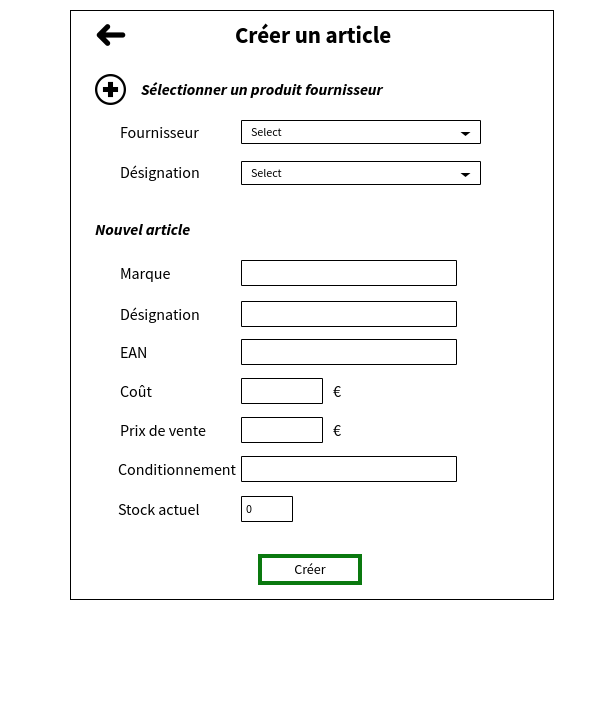 Créer un article
Sélectionner un produit fournisseur
Fournisseur Select
Désignation Select
Nouvel article
Marque
Désignation
EAN
Coût €
Prix de vente €
Conditionnement
Stock actuel 0
Créer